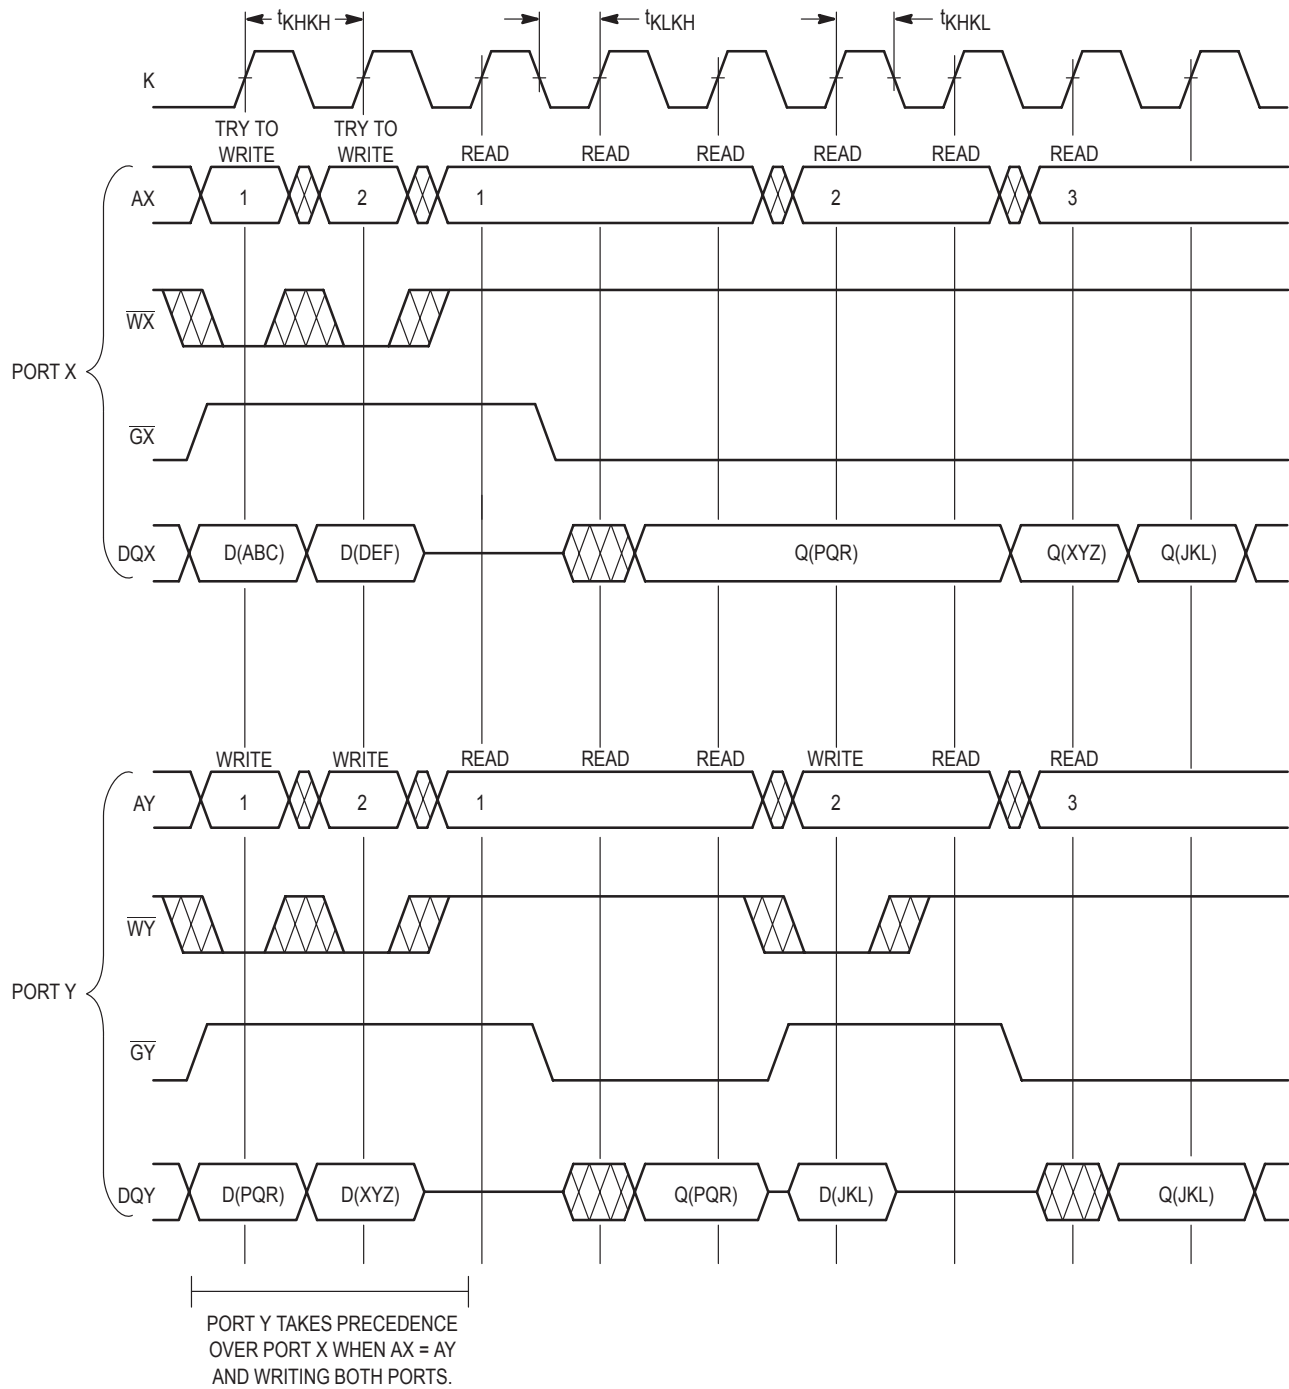 tKHKH
tKLKH
tKHKL
K
TRY TO WRITE
TRY TO WRITE
READ READ READ READ READ READ
AX 1 2 1 2 3
WX
PORT X
GX
DQX D(ABC) D(DEF) Q(PQR) Q(XYZ) Q(JKL)
WRITE WRITE READ READ READ WRITE READ READ
AY 1 2 1 2 3
WY
PORT Y
GY
DQY D(PQR) D(XYZ) Q(PQR) D(JKL) Q(JKL)
PORT Y TAKES PRECEDENCE
OVER PORT X WHEN AX = AY
AND WRITING BOTH PORTS.